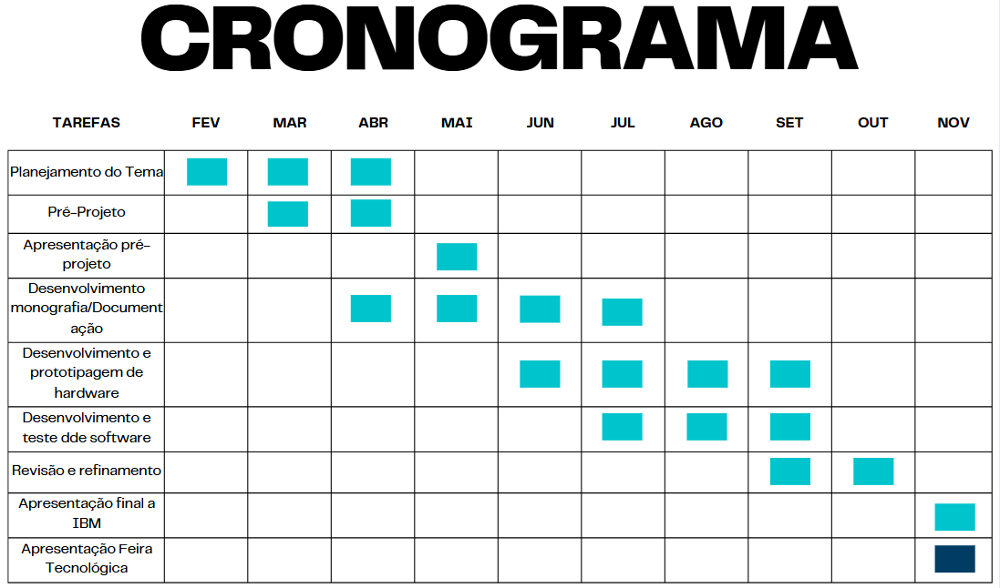 CRONOGRAMA
TAREFAS FEV MAR ABR MAI JUN JUL AGO SET OUT NOV
Planejamento do Tema
Pré-Projeto
Apresentação pré-
projeto
Desenvolvimento
monografia/Document
ação
Desenvolvimento e
prototipagem de
hardware
Desenvolvimento e
teste dde software
Revisão e refinamento
Apresentação final a
IBM
Apresentação Feira
Tecnológica